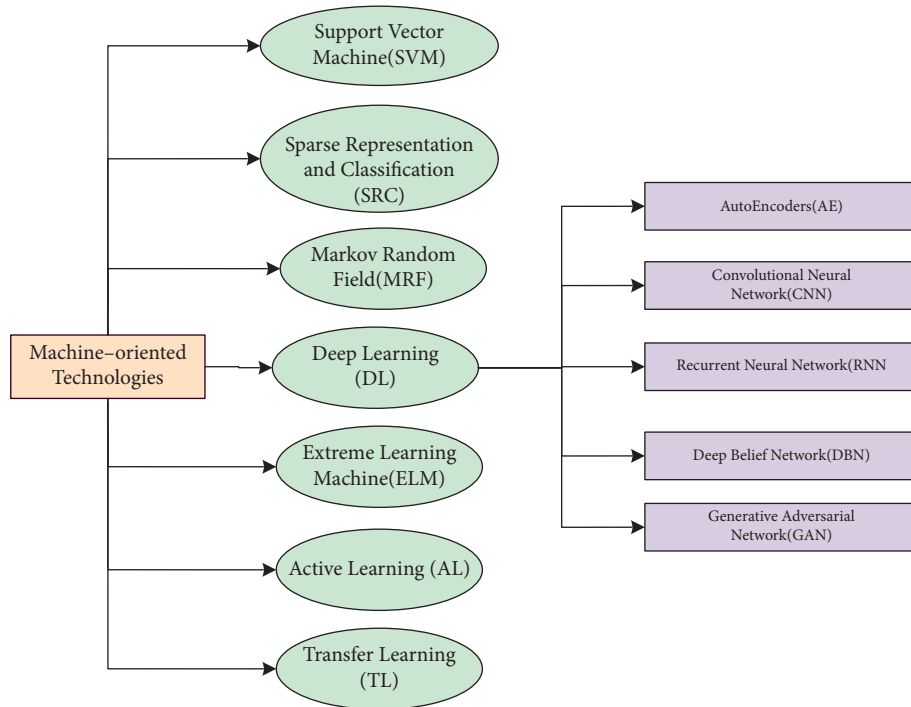 Machine–oriented
Technologies
Support Vector
Machine(SVM)
Sparse Representation
and Classification
(SRC)
Markov Random
Field(MRF)
Deep Learning
(DL)
Extreme Learning
Machine(ELM)
Active Learning (AL)
Transfer Learning
(TL)
AutoEncoders(AE)
Convolutional Neural
Network(CNN)
Recurrent Neural Network(RNN
Deep Belief Network(DBN)
Generative Adversarial
Network(GAN)